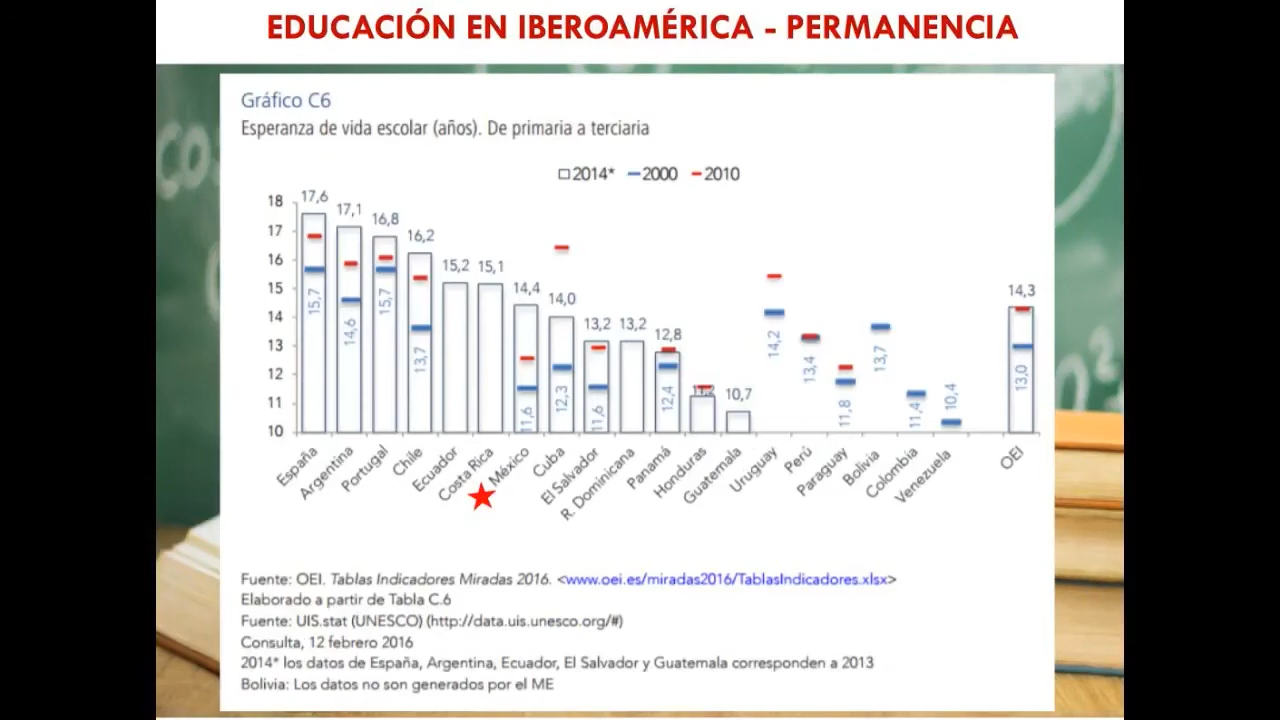 EDUCACIÓN EN IBEROAMÉRICA - PERMANENCIA
Gráfico C6
Esperanza de vida escolar (años). De primaria a terciaria
2014* 2000 2010
18
17
16
15
14
13
12
11
10
17,6
17,1
16,8
16,2
15,2
15,1
14,4
14,0
13,2
13,2
12,8
11,2
10,7
14,3
15,7
14,6
15,7
13,7
11,6
12,3
11,6
12,4
14,2
13,4
11,8
13,7
11,4
10,4
13,0
España
Argentina
Portugal
Chile
Ecuador
Costa Rica
México
Cuba
El Salvador
R. Dominicana
Panamá
Honduras
Guatemala
Uruguay
Perú
Paraguay
Bolivia
Colombia
Venezuela
OEI
Fuente: OEI. Tablas Indicadores Miradas 2016. <www.oei.es/miradas2016/TablasIndicadores.xlsx>
Elaborado a partir de Tabla C.6
Fuente: UIS.stat (UNESCO) (http://data.uis.unesco.org/#)
Consulta, 12 febrero 2016
2014* los datos de España, Argentina, Ecuador, El Salvador y Guatemala corresponden a 2013
Bolivia: Los datos no son generados por el ME